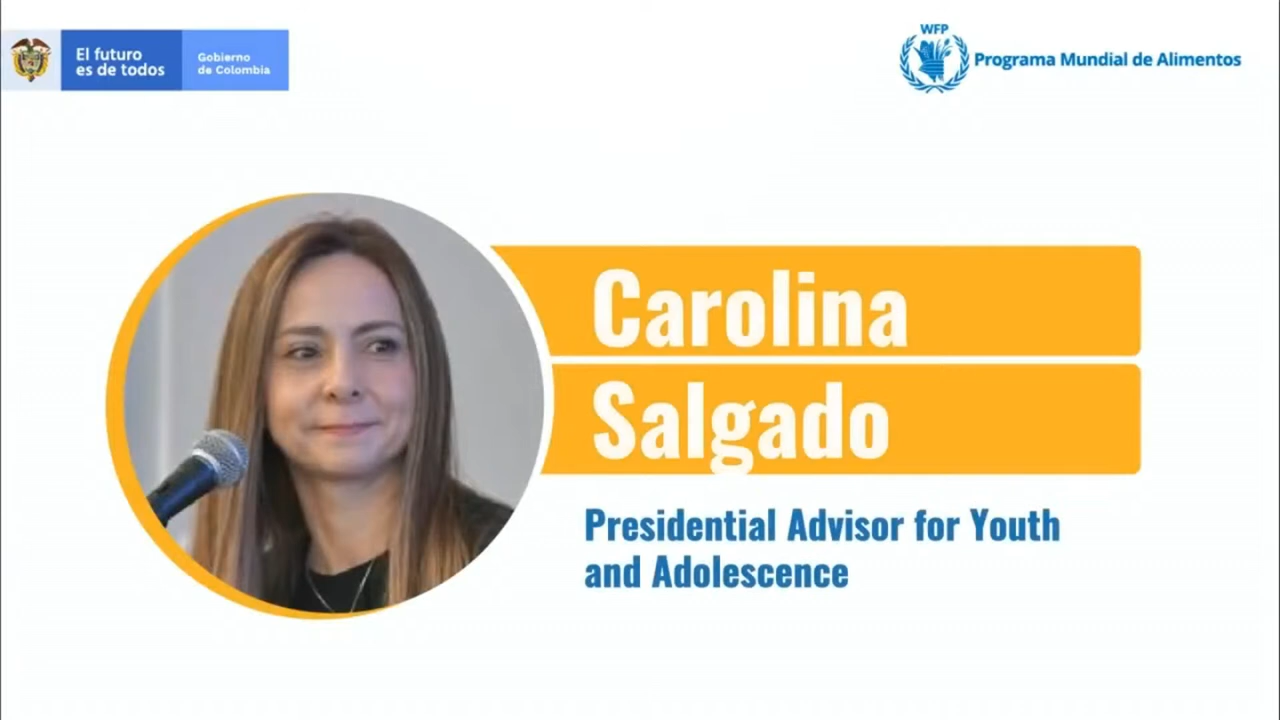 El futuro
es de todos
Gobierno
de Colombia
WFP
Programa Mundial de Alimentos
Carolina
Salgado
Presidential Advisor for Youth
and Adolescence